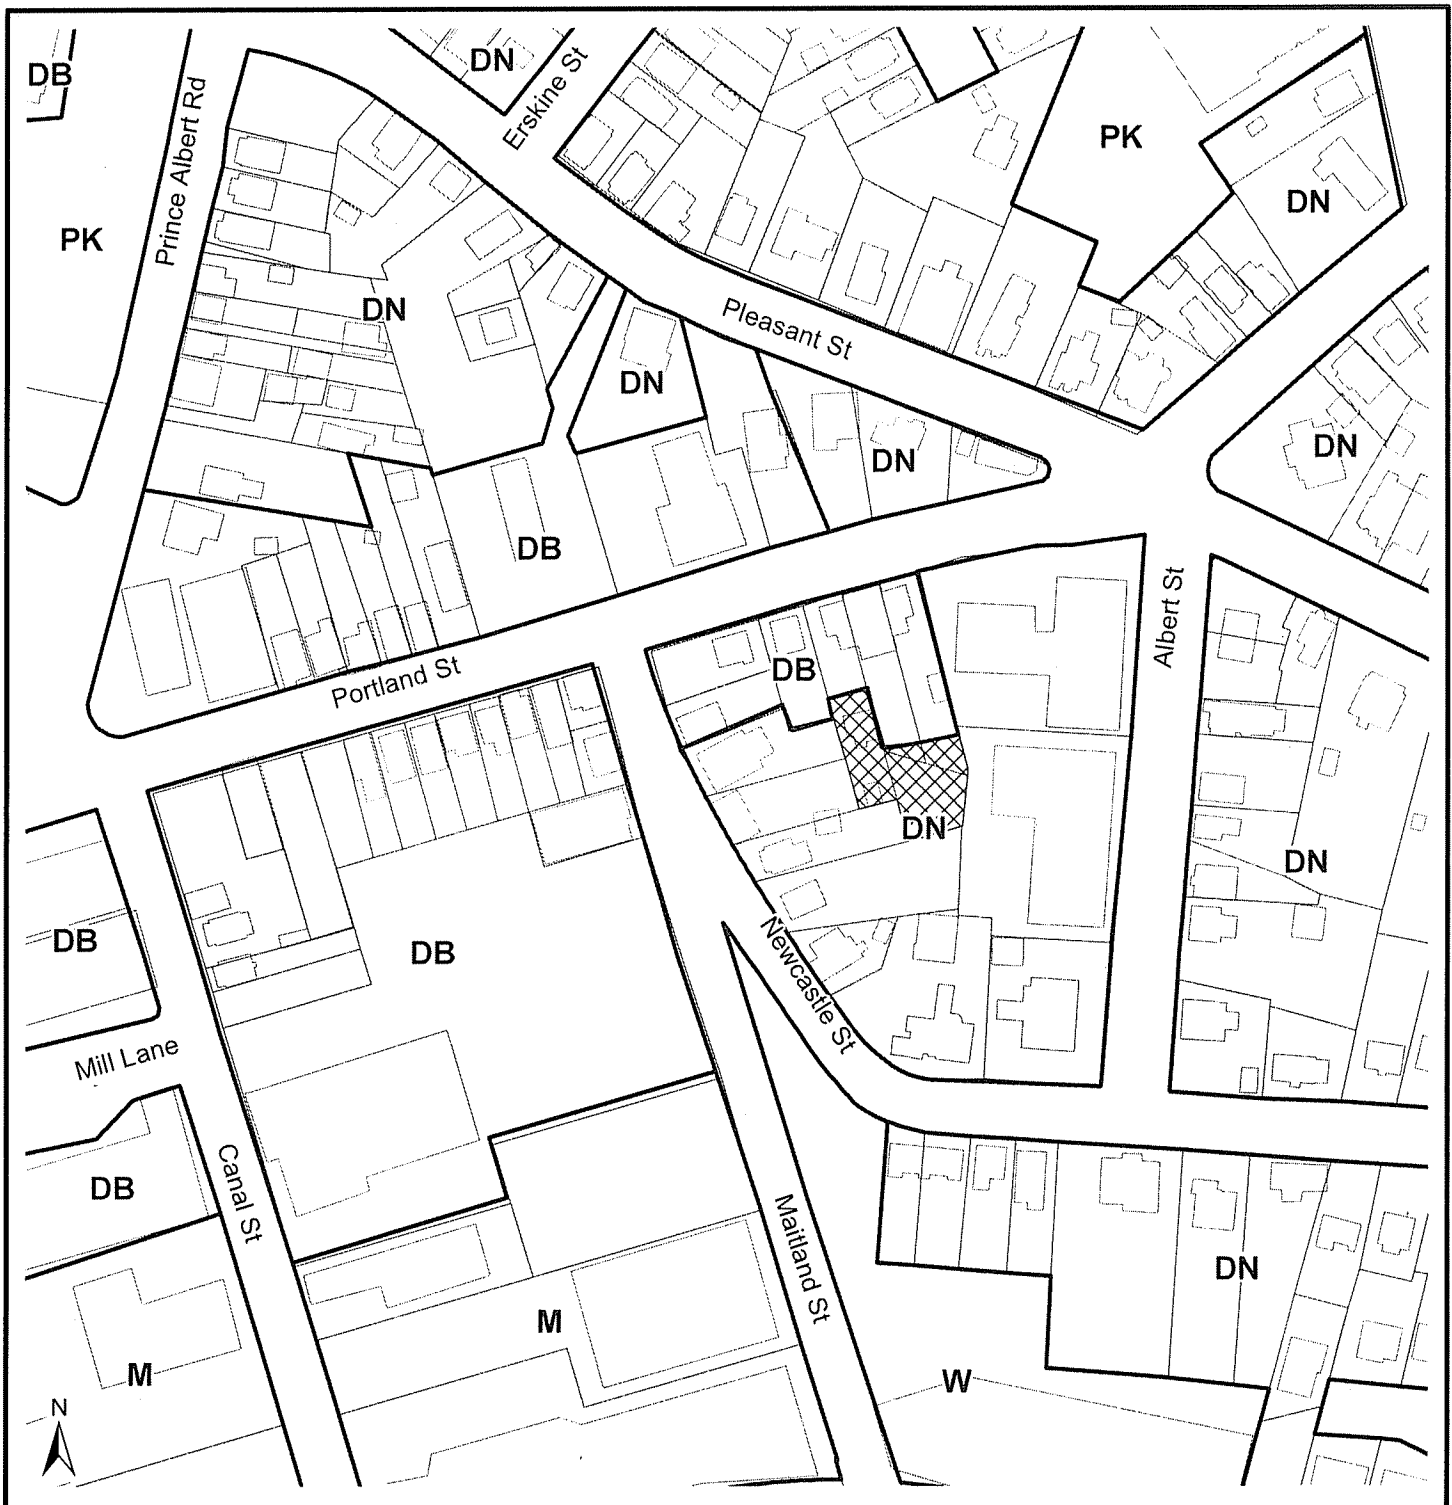 DB
DN
Erskine St
Prince Albert Rd
PK
PK
DN
DN
Pleasant St
DN
DN
DN
DB
Albert St
DB
Portland St
DN
DN
DB
DB
Newcastle St
Mill Lane
DB
Canal St
Maitland St
DN
M
M
W
N